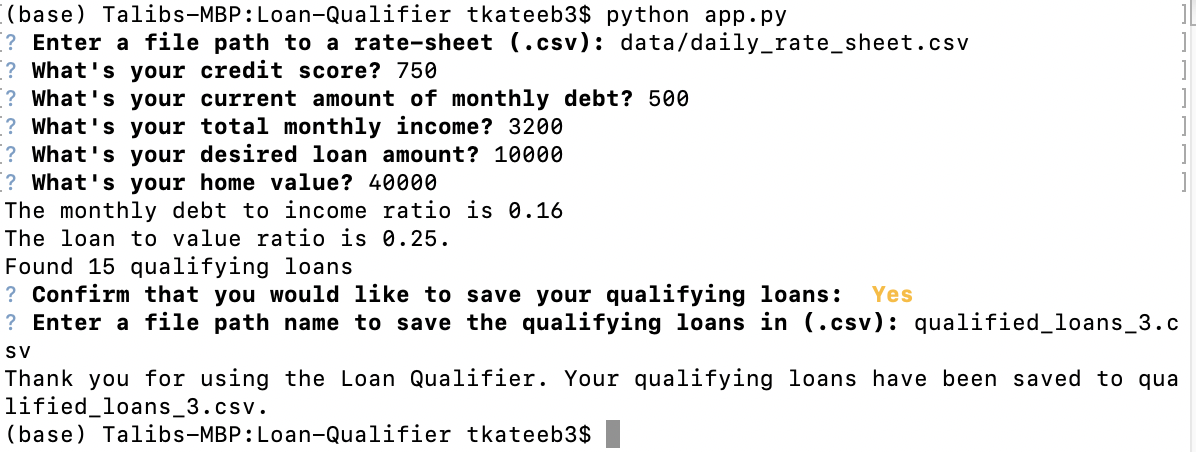 (base) Talibs-MBP:Loan-Qualifier tkateeb3$ python app.py
? Enter a file path to a rate-sheet (.csv): data/daily_rate_sheet.csv
? What's your credit score? 750
? What's your current amount of monthly debt? 500
? What's your total monthly income? 3200
? What's your desired loan amount? 10000
? What's your home value? 40000
The monthly debt to income ratio is 0.16
The loan to value ratio is 0.25.
Found 15 qualifying loans
? Confirm that you would like to save your qualifying loans:  Yes
? Enter a file path name to save the qualifying loans in (.csv): qualified_loans_3.c
sv
Thank you for using the Loan Qualifier. Your qualifying loans have been saved to qua
lified_loans_3.csv.
(base) Talibs-MBP:Loan-Qualifier tkateeb3$